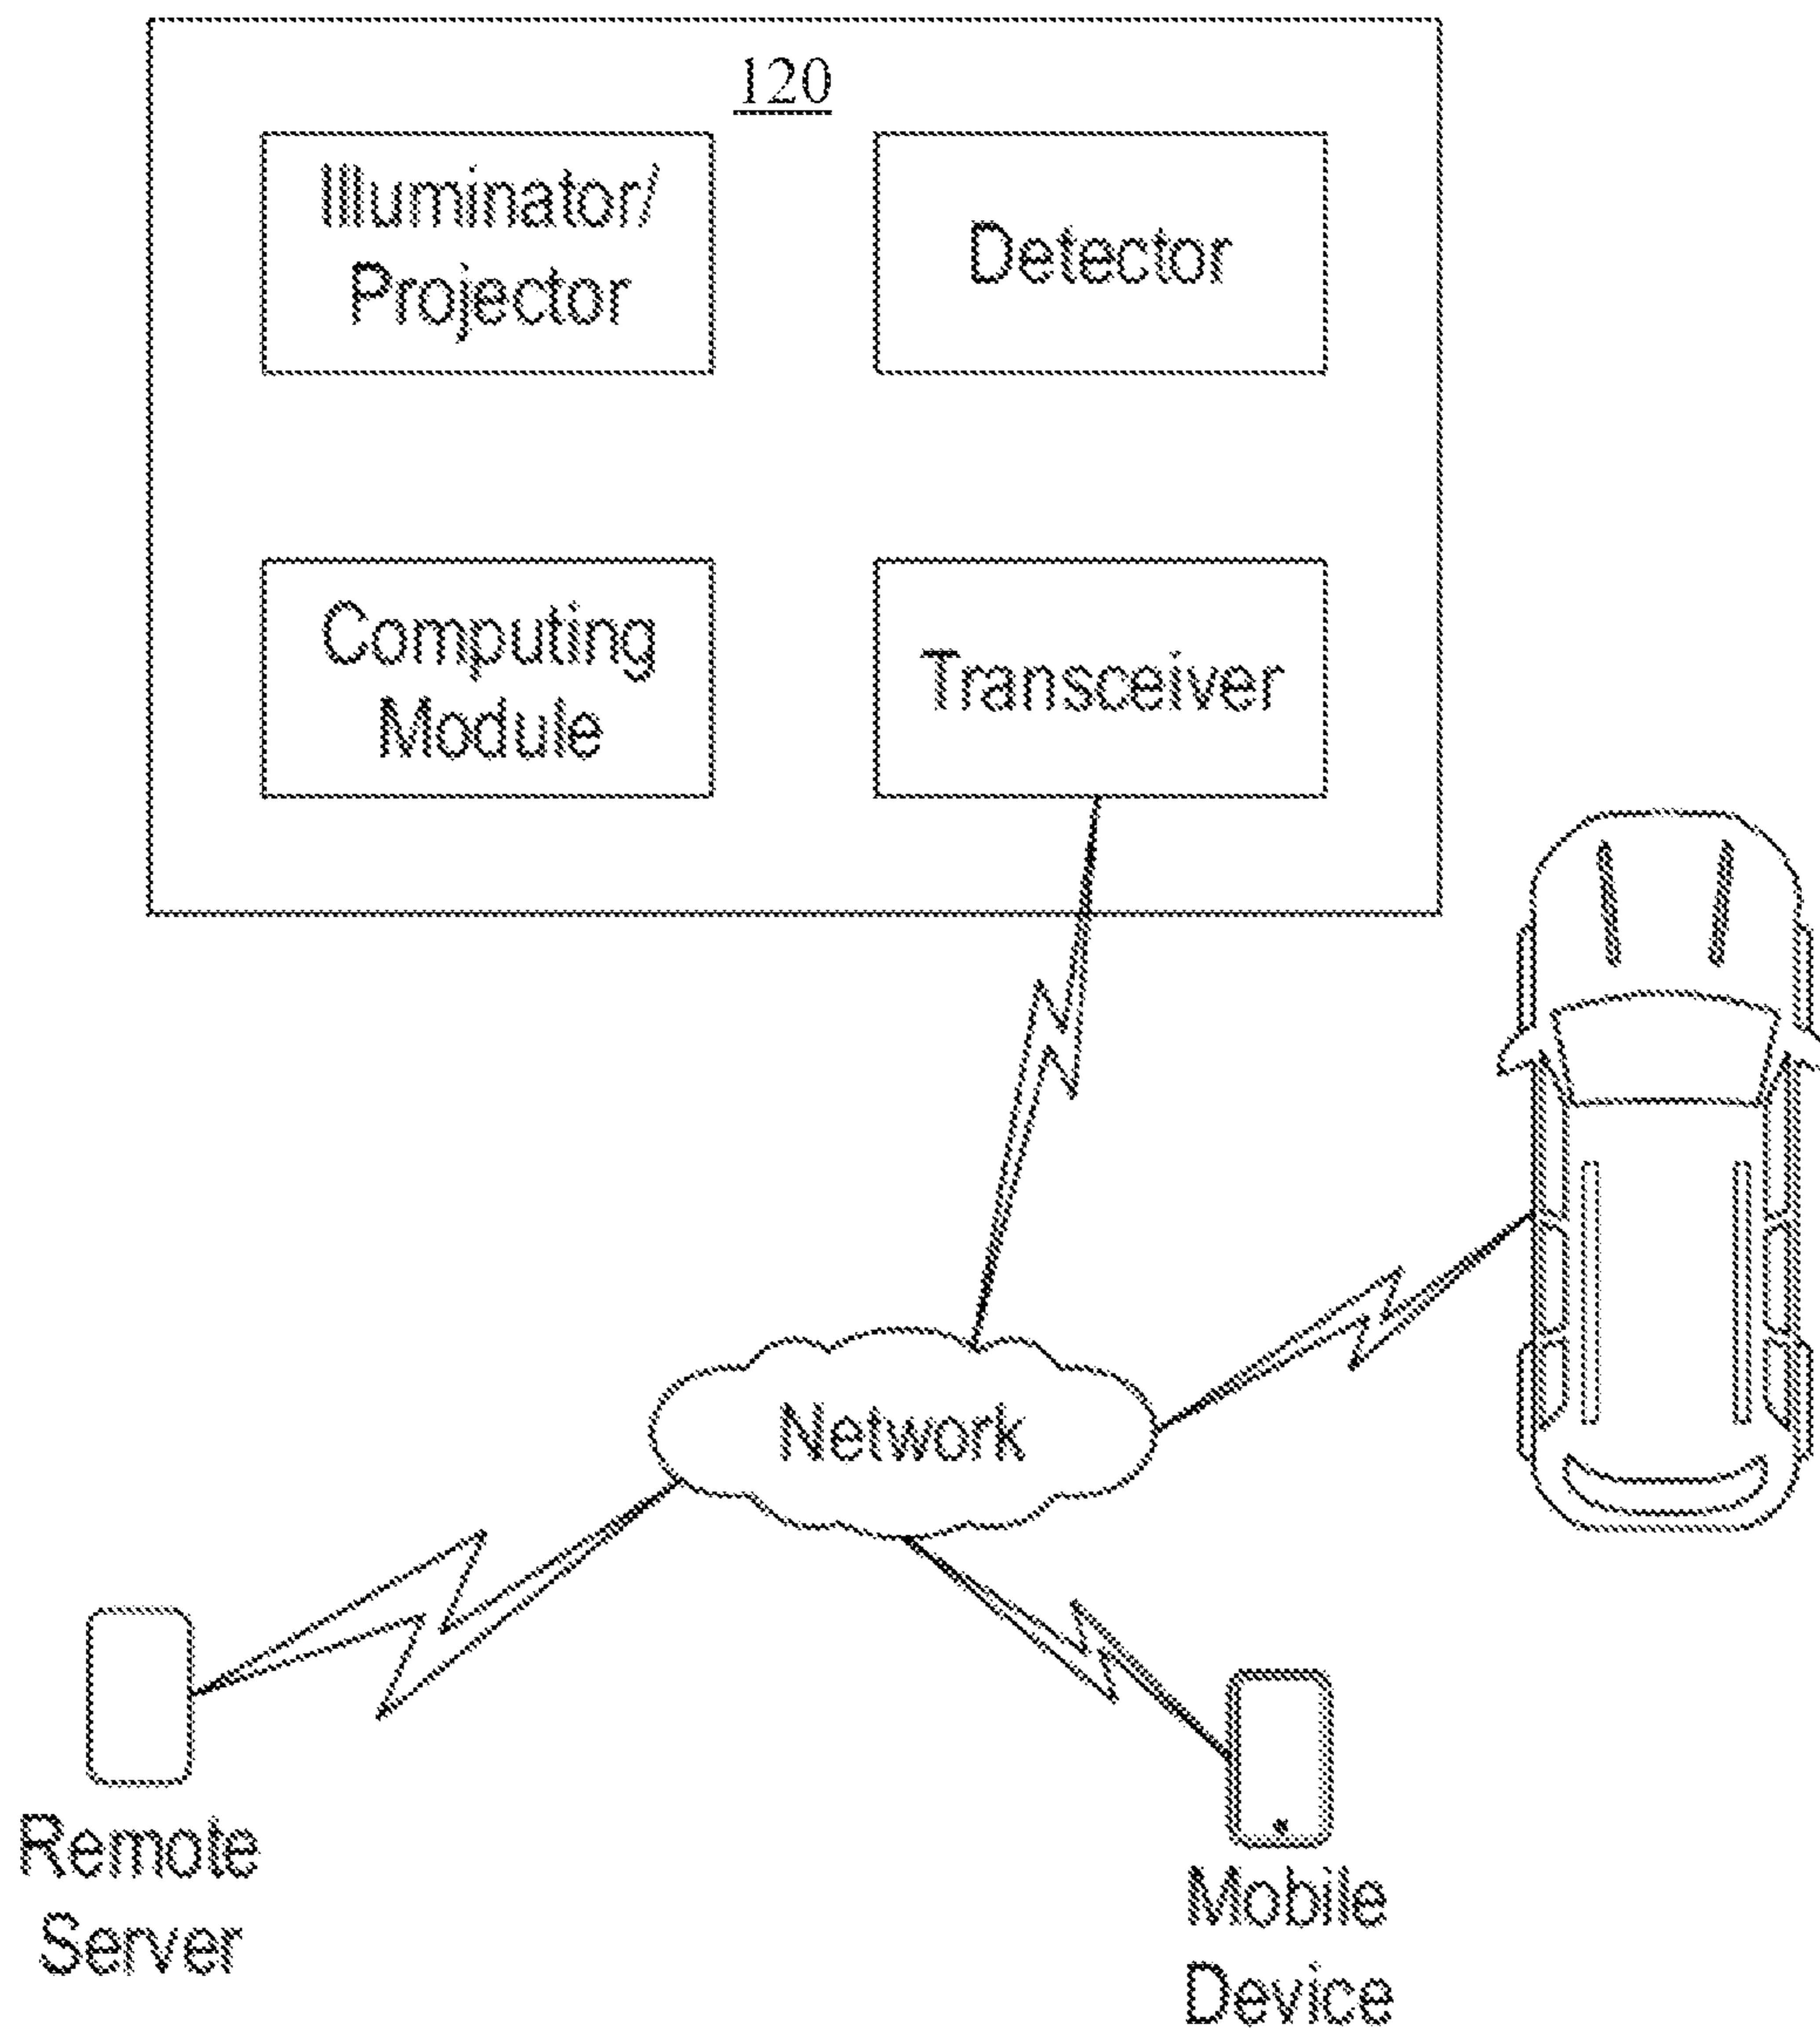 120
Illuminator/
Projector
Detector
Computing
Module
Transceiver
Network
Remote
Server
Mobile
Device